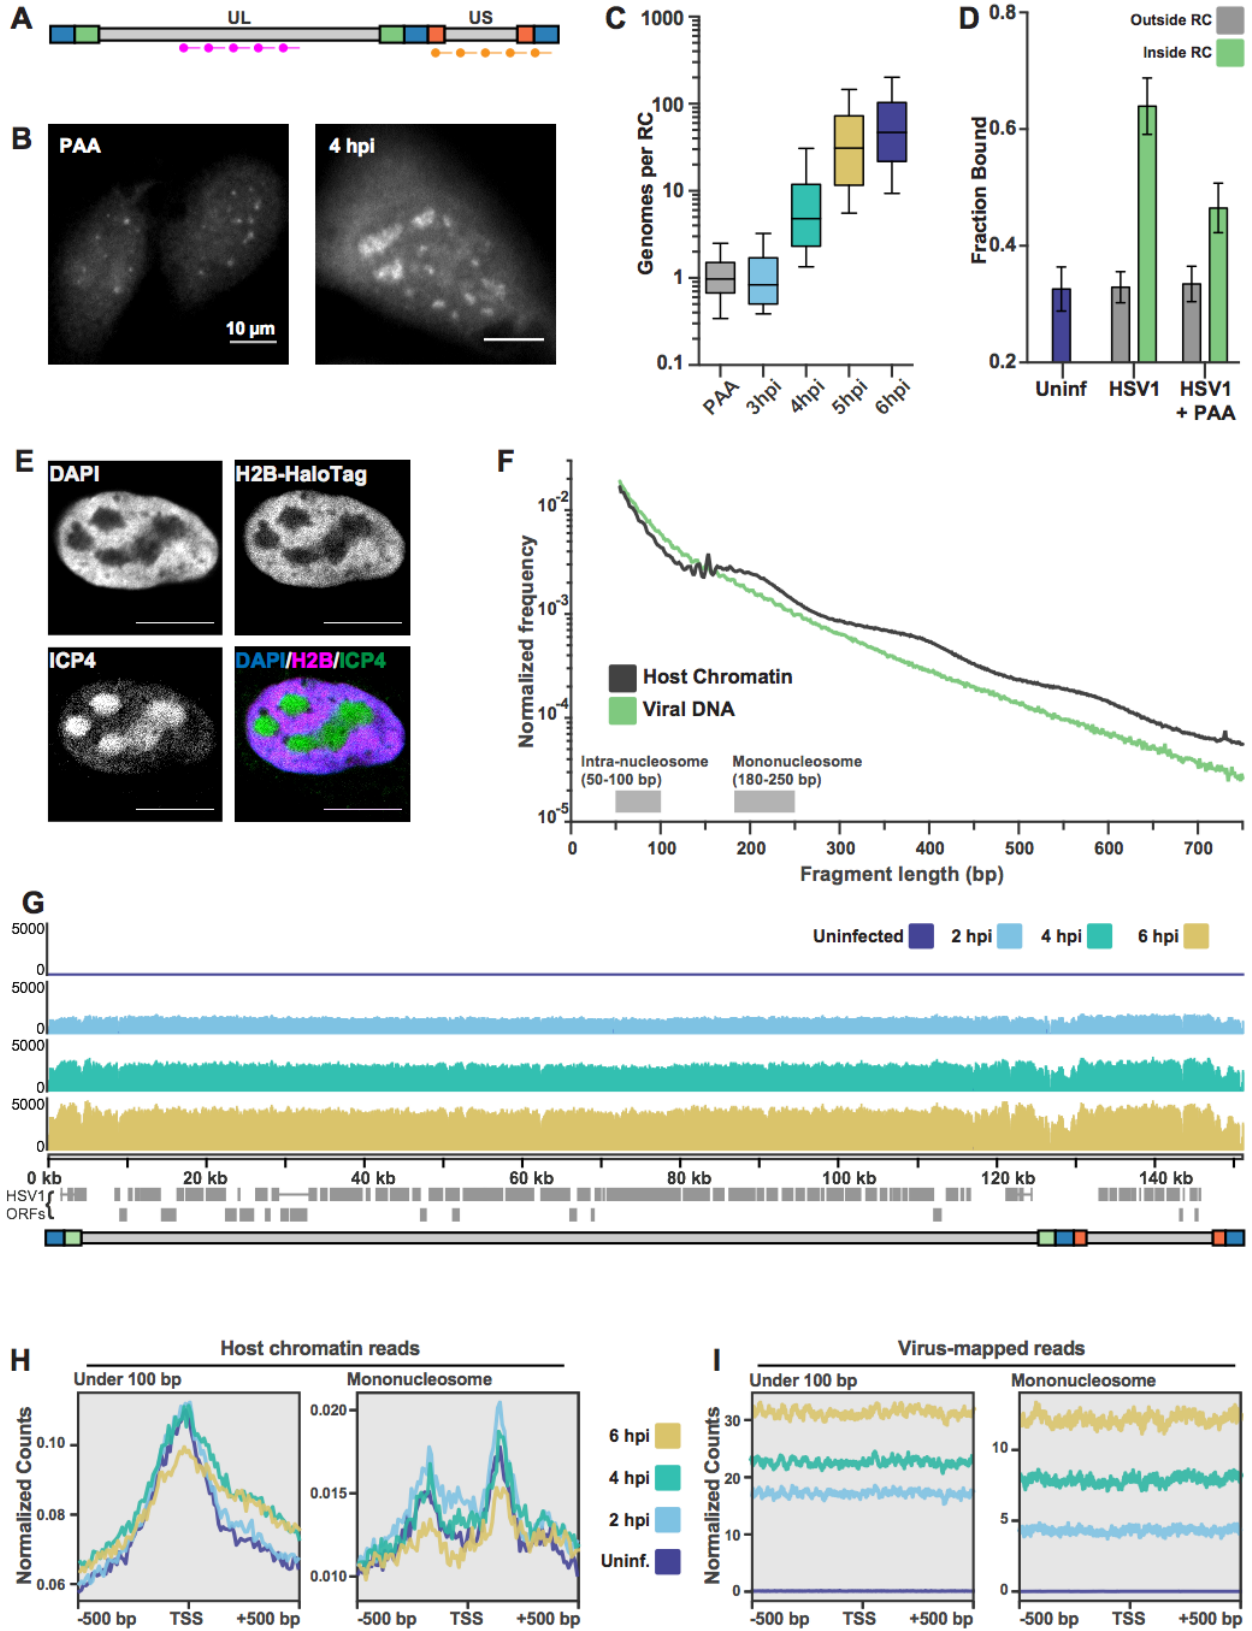 A
UL
US
B
PAA
10 µm
4 hpi
C
Genomes per RC
1000
100
10
1
0.1
PAA
3hpi
4hpi
5hpi
6hpi
D
Outside RC
Inside RC
Fraction Bound
0.8
0.6
0.4
0.2
Uninf
HSV1
HSV1
+ PAA
E
DAPI
H2B-HaloTag
ICP4
DAPI/H2B/ICP4
F
Normalized frequency
10-2
10-3
10-4
10-5
Host Chromatin
Viral DNA
Intra-nucleosome
(50-100 bp)
Mononucleosome
(180-250 bp)
0 100 200 300 400 500 600 700
Fragment length (bp)
G
Uninfected 2 hpi 4 hpi 6 hpi
5000
0
5000
0
5000
0
5000
0
0 kb 20 kb 40 kb 60 kb 80 kb 100 kb 120 kb 140 kb
HSV1
ORFs
H
Host chromatin reads
Under 100 bp
Mononucleosome
Normalized Counts
0.10
0.08
0.06
-500 bp TSS +500 bp
0.020
0.015
0.010
-500 bp TSS +500 bp
6 hpi
4 hpi
2 hpi
Uninf.
I
Virus-mapped reads
Under 100 bp
Mononucleosome
Normalized Counts
30
20
10
0
-500 bp TSS +500 bp
10
5
0
-500 bp TSS +500 bp